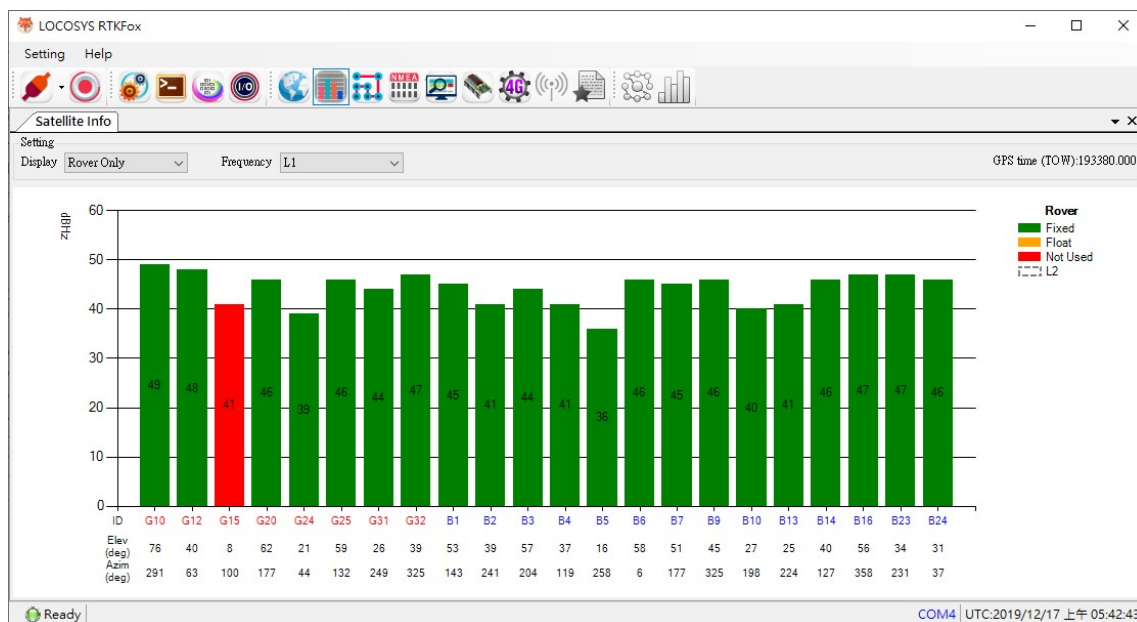 LOCOSYS RTKFox
Setting Help
NMEA
I/O
4G
Satellite Info
Setting
Display Rover Only Frequency L1 GPS time (TOW):193380.000
dBHz
60
50
40
30
20
10
0
49 48 41 46 39 46 44 47 45 41 44 41 36 46 45 46 40 41 46 47 47 46
Rover
Fixed
Float
Not Used
L2
ID G10 G12 G15 G20 G24 G25 G31 G32 B1 B2 B3 B4 B5 B6 B7 B9 B10 B13 B14 B16 B23 B24
Elev (deg) 76 40 8 62 21 59 26 39 53 39 57 37 16 58 51 45 27 25 40 56 34 31
Azim (deg) 291 63 100 177 44 132 249 325 143 241 204 119 258 6 177 325 198 224 127 358 231 37
Ready COM4 UTC:2019/12/17 上午 05:42:43